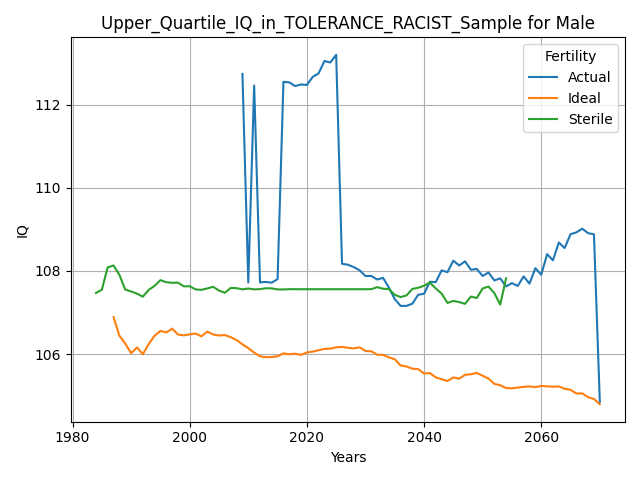 Upper_Quartile_IQ_in_TOLERANCE_RACIST_Sample for Male
Fertility
Actual
Ideal
Sterile
112
110
108
106
IQ
1980
2000
2020
2040
2060
Years